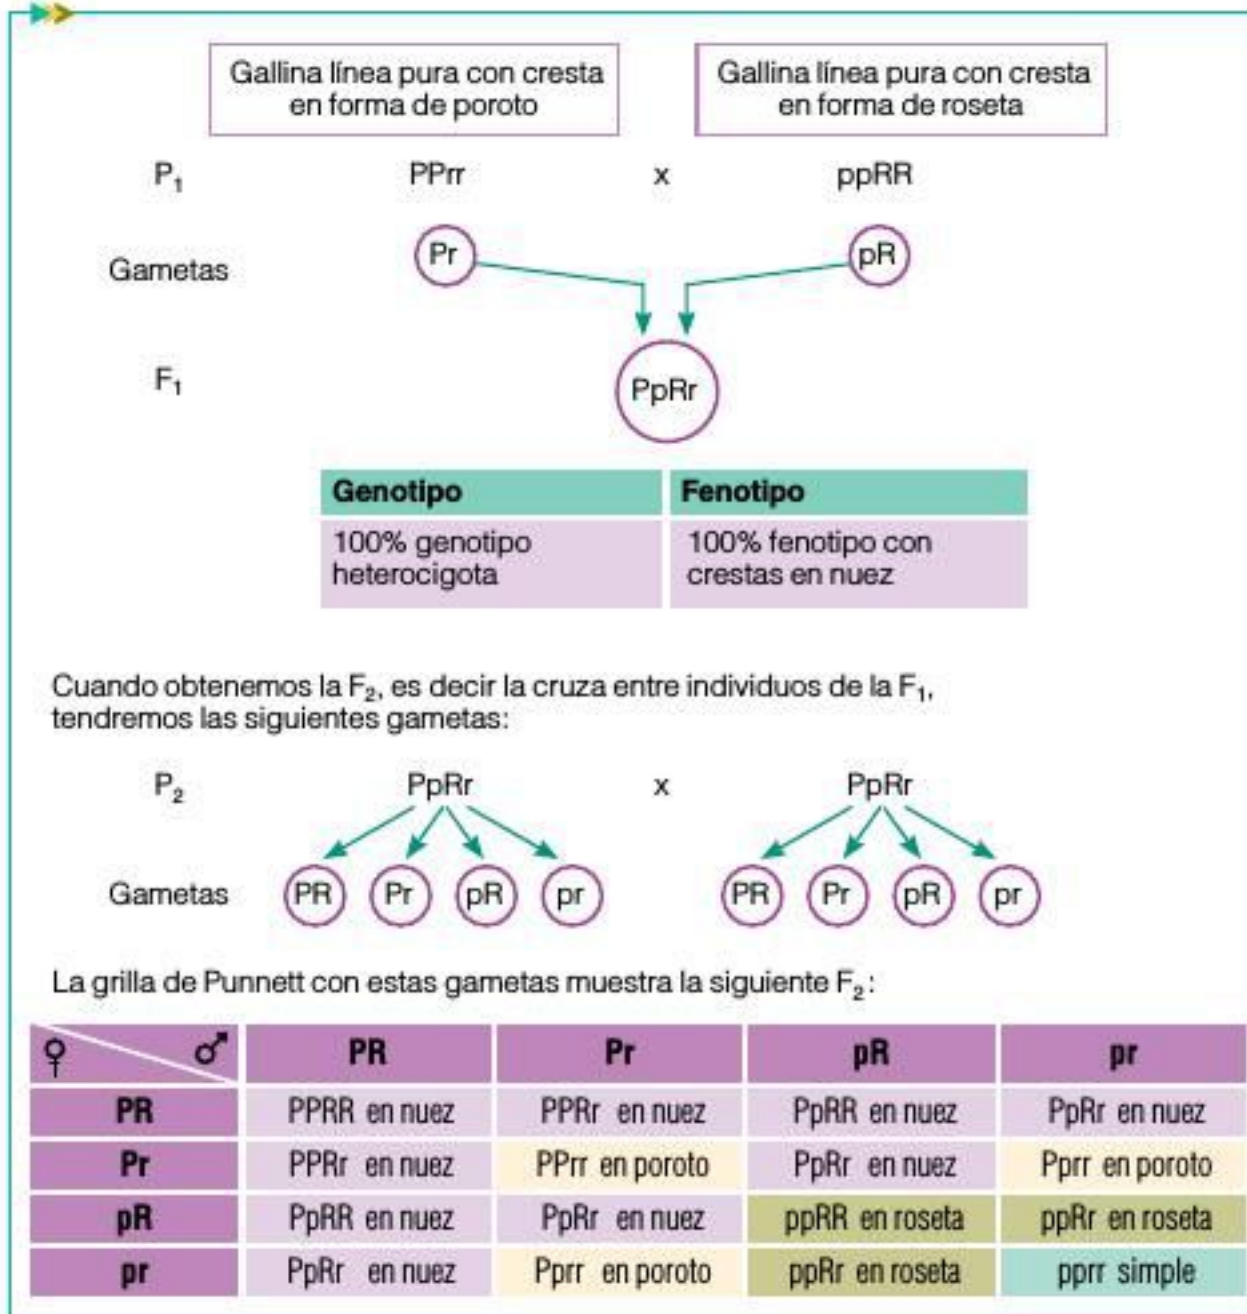 Gallina línea pura con cresta
en forma de poroto
Gallina línea pura con cresta
en forma de roseta
P₁ PPrr x ppRR
Gametas Pr pR
F₁ PpRr
Genotipo Fenotipo
100% genotipo
heterocigota
100% fenotipo con
crestas en nuez
Cuando obtenemos la F₂, es decir la cruza entre individuos de la F₁,
tendremos las siguientes gametas:
P₂ PpRr x PpRr
Gametas PR Pr pR pr PR Pr pR pr
La grilla de Punnett con estas gametas muestra la siguiente F₂:
♀ ♂ PR Pr pR pr
PR PPRR en nuez PPRr en nuez PpRR en nuez PpRr en nuez
Pr PPRr en nuez PPrr en poroto PpRr en nuez Pprr en poroto
pR PpRR en nuez PpRr en nuez ppRR en roseta ppRr en roseta
pr PpRr en nuez Pprr en poroto ppRr en roseta pprr simple